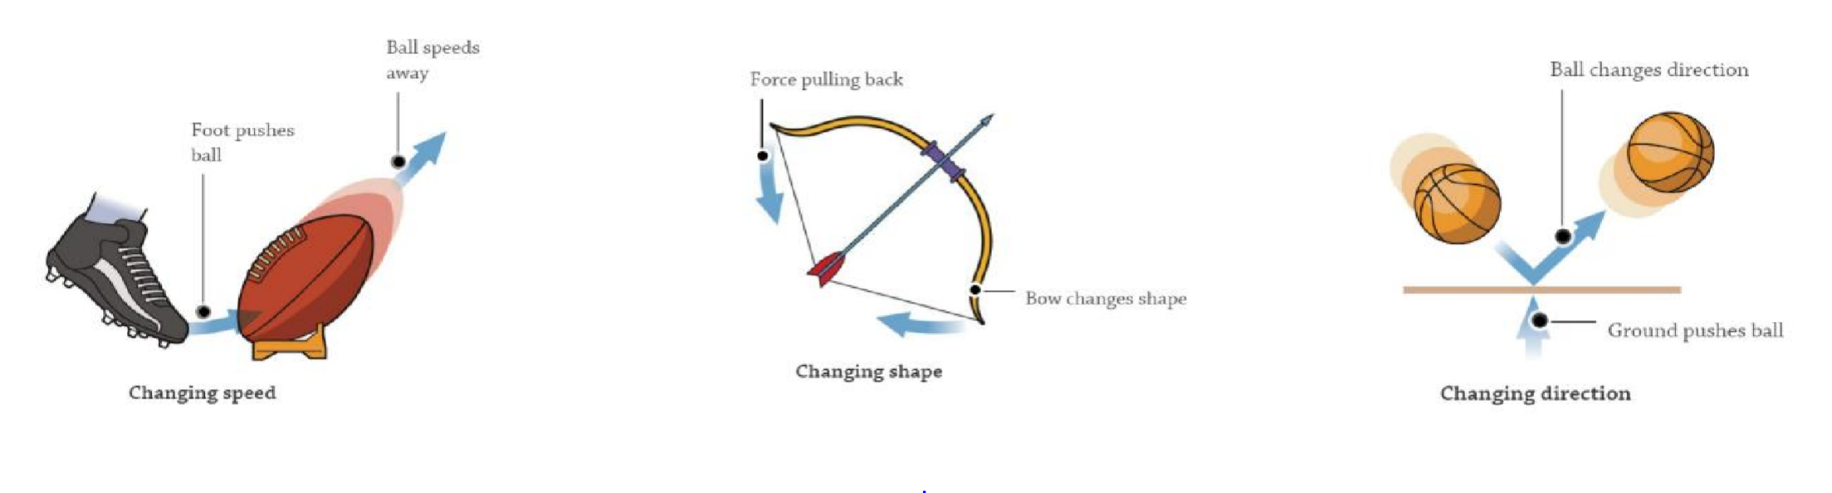 Ball speeds
away
Foot pushes
ball
Changing speed
Force pulling back
Bow changes shape
Changing shape
Ball changes direction
Ground pushes ball
Changing direction